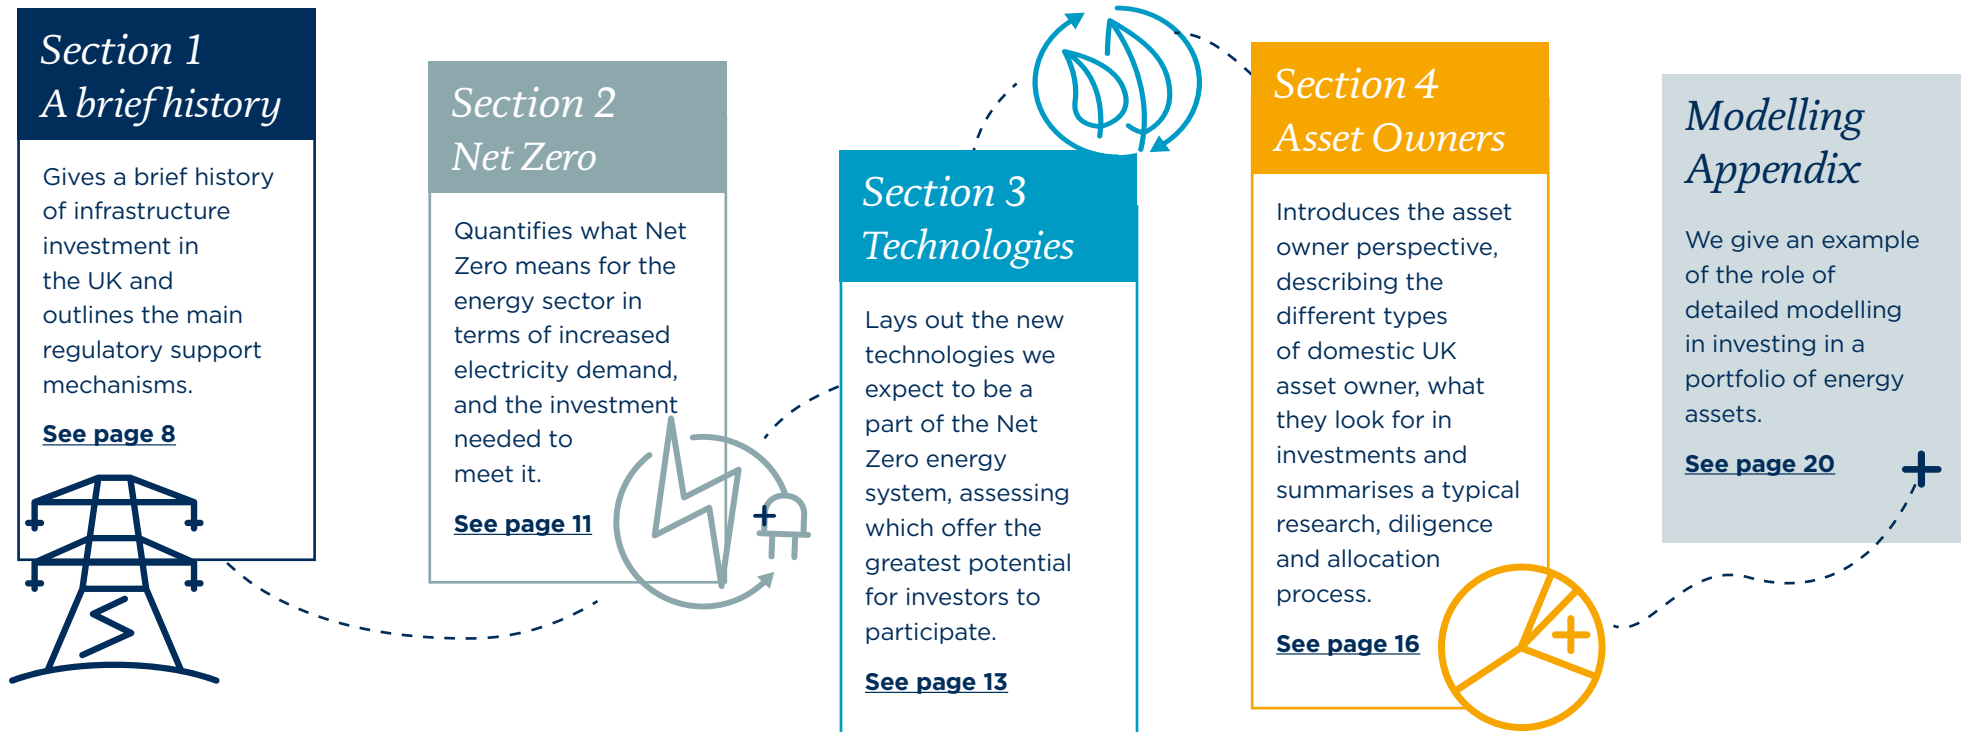 Section 1
A brief history
Gives a brief history
of infrastructure
investment in
the UK and
outlines the main
regulatory support
mechanisms.
See page 8
Section 2
Net Zero
Quantifies what Net
Zero means for the
energy sector in
terms of increased
electricity demand,
and the investment
needed to
meet it.
See page 11
Section 3
Technologies
Lays out the new
technologies we
expect to be a
part of the Net
Zero energy
system, assessing
which offer the
greatest potential
for investors to
participate.
See page 13
Section 4
Asset Owners
Introduces the asset
owner perspective,
describing the
different types
of domestic UK
asset owner, what
they look for in
investments and
summarises a typical
research, diligence
and allocation
process.
See page 16
Modelling
Appendix
We give an example
of the role of
detailed modelling
in investing in a
portfolio of energy
assets.
See page 20